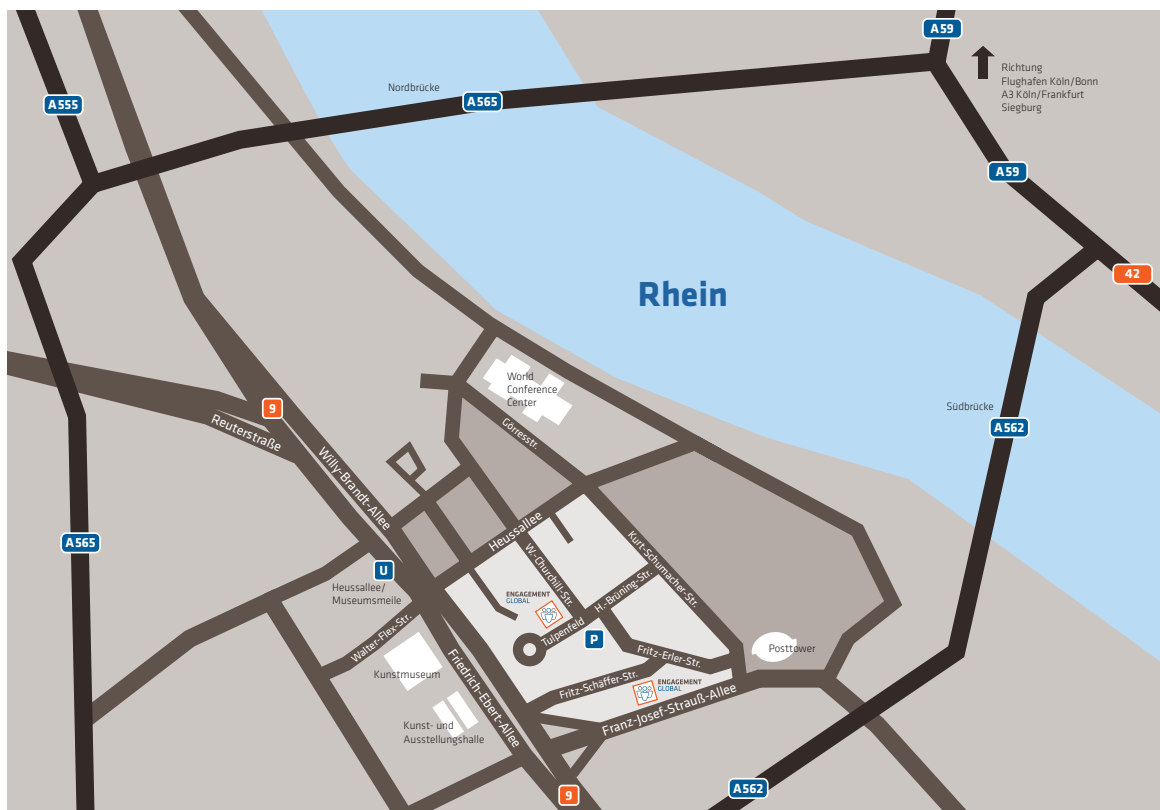 A59
Richtung
Flughafen Köln/Bonn
A3 Köln/Frankfurt
Siegburg
Nordbrücke
A565
A555
A59
42
Rhein
World
Conference
Center
Südbrücke
A562
9
Reuterstraße
Görresstr.
Willy-Brandt-Allee
Heussallee
A565
U
Heussallee/
Museumsmeile
W.-Churchill-Str.
Kurt-Schumacher-Str.
H.-Brüning-Str.
ENGAGEMENT
GLOBAL
Tulpenfeld
P
Walter-Flex-Str.
Fritz-Erler-Str.
Posttower
Kunstmuseum
Friedrich-Ebert-Allee
Fritz-Schäffer-Str.
ENGAGEMENT
GLOBAL
Franz-Josef-Strauß-Allee
Kunst- und
Ausstellungshalle
9
A562